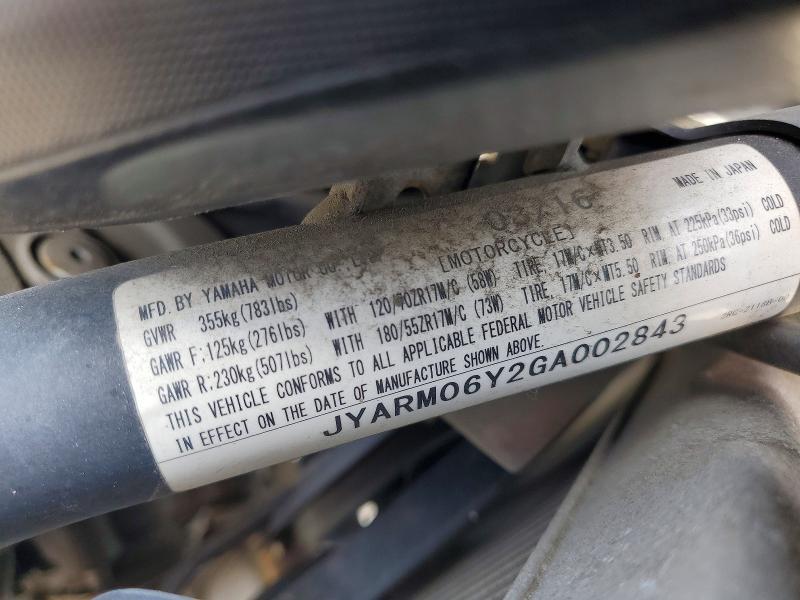 03/16
MADE IN JAPAN
MFD. BY YAMAHA MOTOR CO.
[MOTORCYCLE]
GVWR 355kg(783lbs)
GAWR F:125kg(276lbs) WITH 120/70ZR17M/C (58W) TIRE, 17M/C×MT3.50 RIM, AT 225kPa(33psi) COLD
GAWR R:230kg(507lbs) WITH 180/55ZR17M/C (73W) TIRE, 17M/C×MT5.50 RIM, AT 250kPa(36psi) COLD
THIS VEHICLE CONFORMS TO ALL APPLICABLE FEDERAL MOTOR VEHICLE SAFETY STANDARDS
IN EFFECT ON THE DATE OF MANUFACTURE SHOWN ABOVE.
JYARM06Y2GA002843